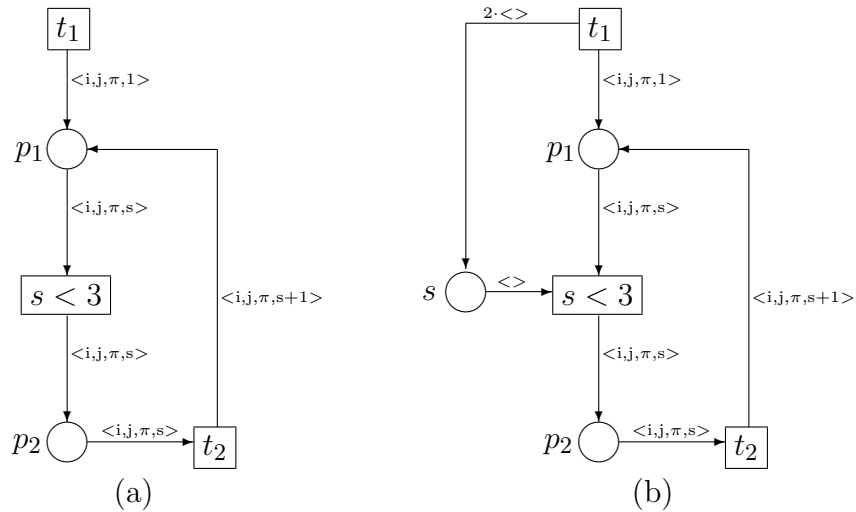 t₁
<i,j,π,1>
p₁
<i,j,π,s>
s < 3
<i,j,π,s+1>
<i,j,π,s>
p₂
<i,j,π,s>
t₂
(a)
2·<>
t₁
<i,j,π,1>
p₁
<i,j,π,s>
s
<>
s < 3
<i,j,π,s+1>
<i,j,π,s>
p₂
<i,j,π,s>
t₂
(b)